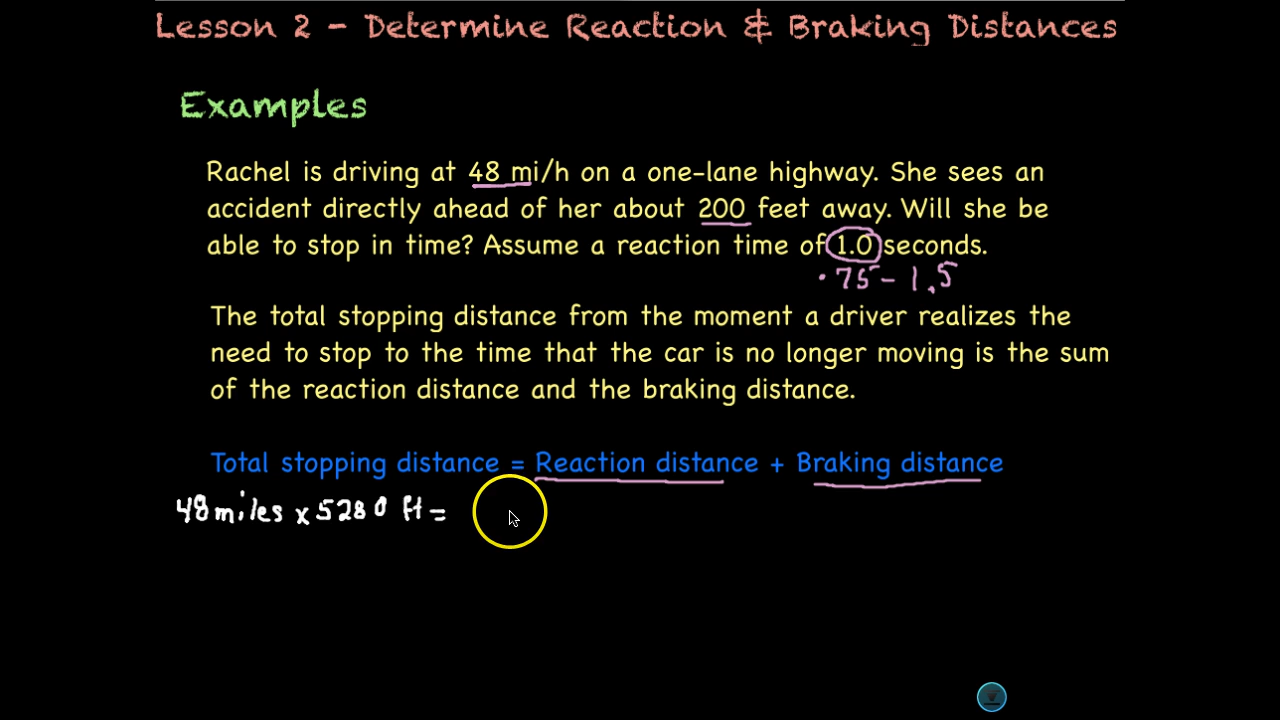 Lesson 2 - Determine Reaction & Braking Distances
Examples
Rachel is driving at 48 mi/h on a one-lane highway. She sees an
accident directly ahead of her about 200 feet away. Will she be
able to stop in time? Assume a reaction time of 1.0 seconds.
.75 - 1.5
The total stopping distance from the moment a driver realizes the
need to stop to the time that the car is no longer moving is the sum
of the reaction distance and the braking distance.
Total stopping distance = Reaction distance + Braking distance
48miles x 5280 ft =